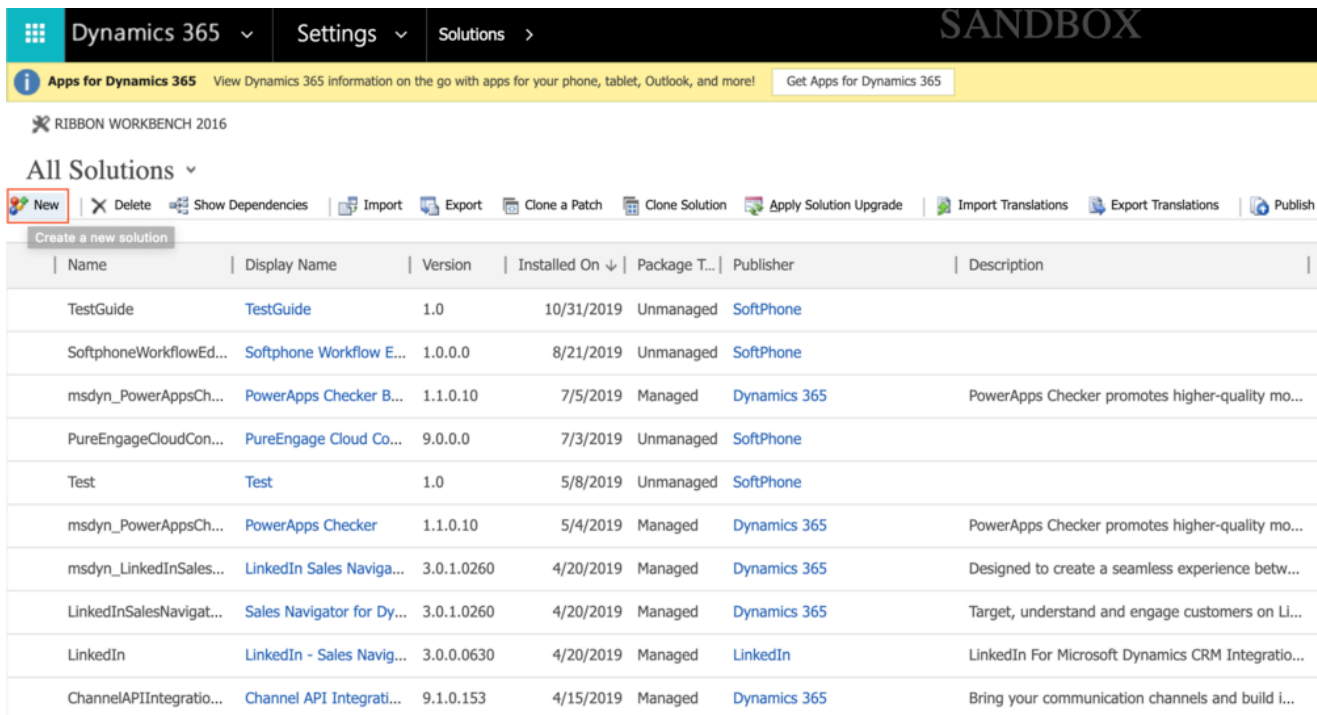 Dynamics 365 Settings Solutions SANDBOX
Apps for Dynamics 365 View Dynamics 365 information on the go with apps for your phone, tablet, Outlook, and more! Get Apps for Dynamics 365
RIBBON WORKBENCH 2016
All Solutions
New Delete Show Dependencies Import Export Clone a Patch Clone Solution Apply Solution Upgrade Import Translations Export Translations Publish
Create a new solution
Name Display Name Version Installed On ↓ Package T... Publisher Description
TestGuide TestGuide 1.0 10/31/2019 Unmanaged SoftPhone
SoftphoneWorkflowEd... Softphone Workflow E... 1.0.0.0 8/21/2019 Unmanaged SoftPhone
msdyn_PowerAppsCh... PowerApps Checker B... 1.1.0.10 7/5/2019 Managed Dynamics 365 PowerApps Checker promotes higher-quality mo...
PureEngageCloudCon... PureEngage Cloud Co... 9.0.0.0 7/3/2019 Unmanaged SoftPhone
Test Test 1.0 5/8/2019 Unmanaged SoftPhone
msdyn_PowerAppsCh... PowerApps Checker 1.1.0.10 5/4/2019 Managed Dynamics 365 PowerApps Checker promotes higher-quality mo...
msdyn_LinkedInSales... LinkedIn Sales Naviga... 3.0.1.0260 4/20/2019 Managed Dynamics 365 Designed to create a seamless experience betw...
LinkedInSalesNavigat... Sales Navigator for Dy... 3.0.1.0260 4/20/2019 Managed Dynamics 365 Target, understand and engage customers on Li...
LinkedIn LinkedIn - Sales Navig... 3.0.0.0630 4/20/2019 Managed LinkedIn LinkedIn For Microsoft Dynamics CRM Integratio...
ChannelAPIIntegratio... Channel API Integrati... 9.1.0.153 4/15/2019 Managed Dynamics 365 Bring your communication channels and build i...